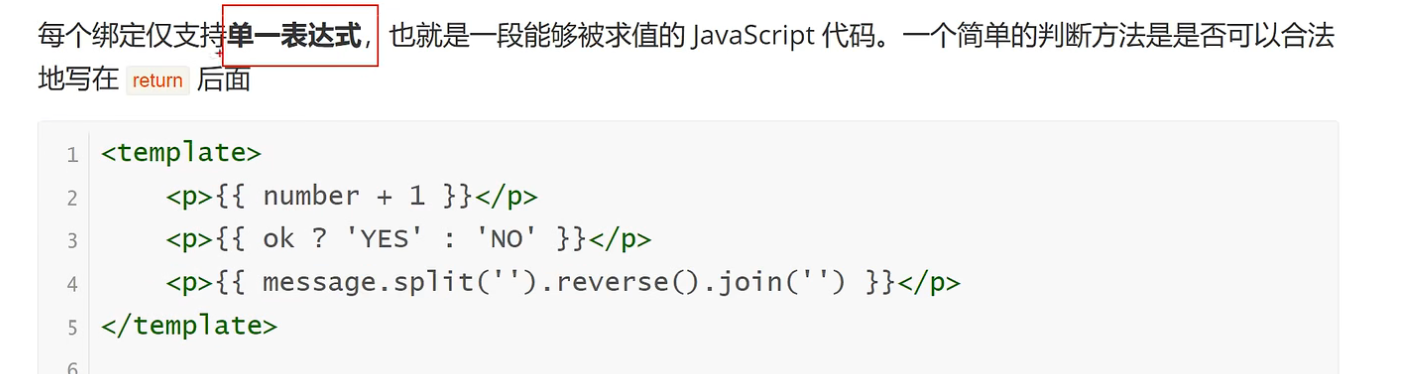 每个绑定仅支持单一表达式，也就是一段能够被求值的 JavaScript 代码。一个简单的判断方法是是否可以合法
地写在 return 后面
1 <template>
2     <p>{{ number + 1 }}</p>
3     <p>{{ ok ? 'YES' : 'NO' }}</p>
4     <p>{{ message.split('').reverse().join('') }}</p>
5 </template>
6